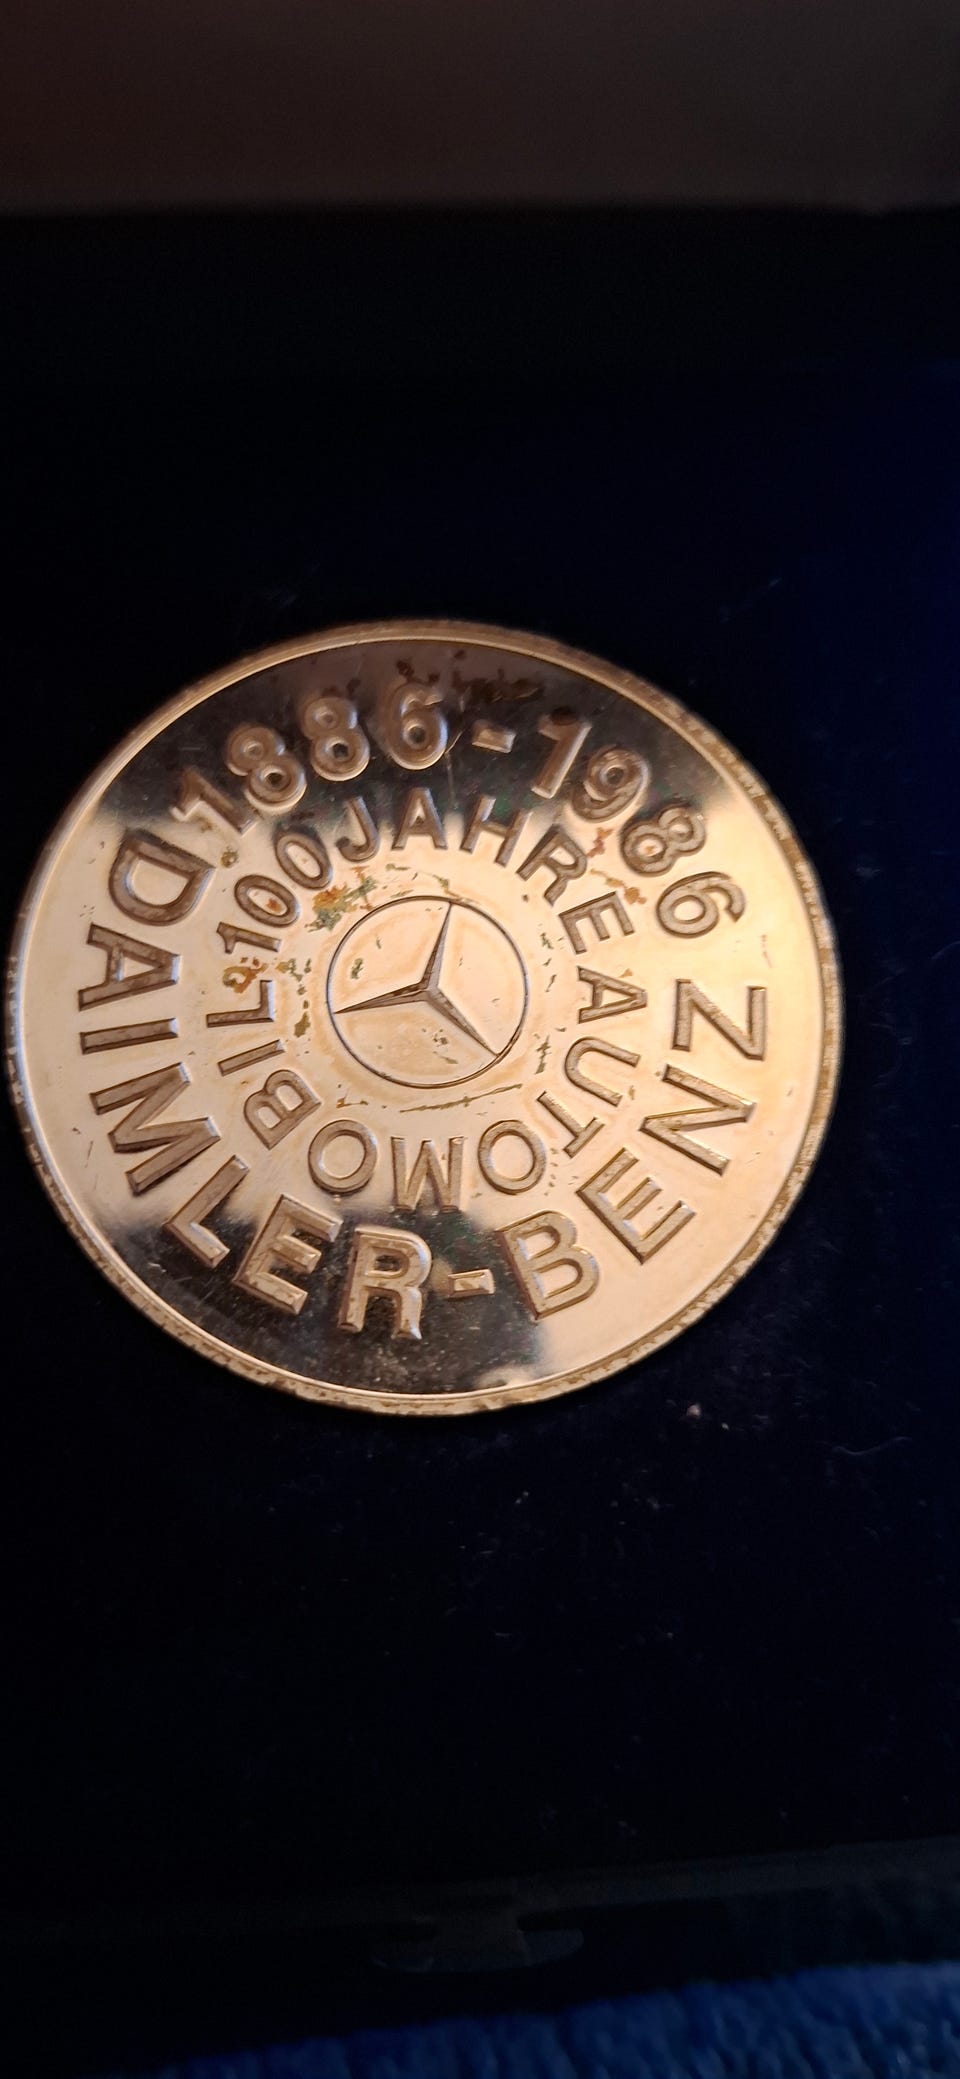 1886-1986
DAIMLER-BENZ
100 JAHRE AUTOMOBIL